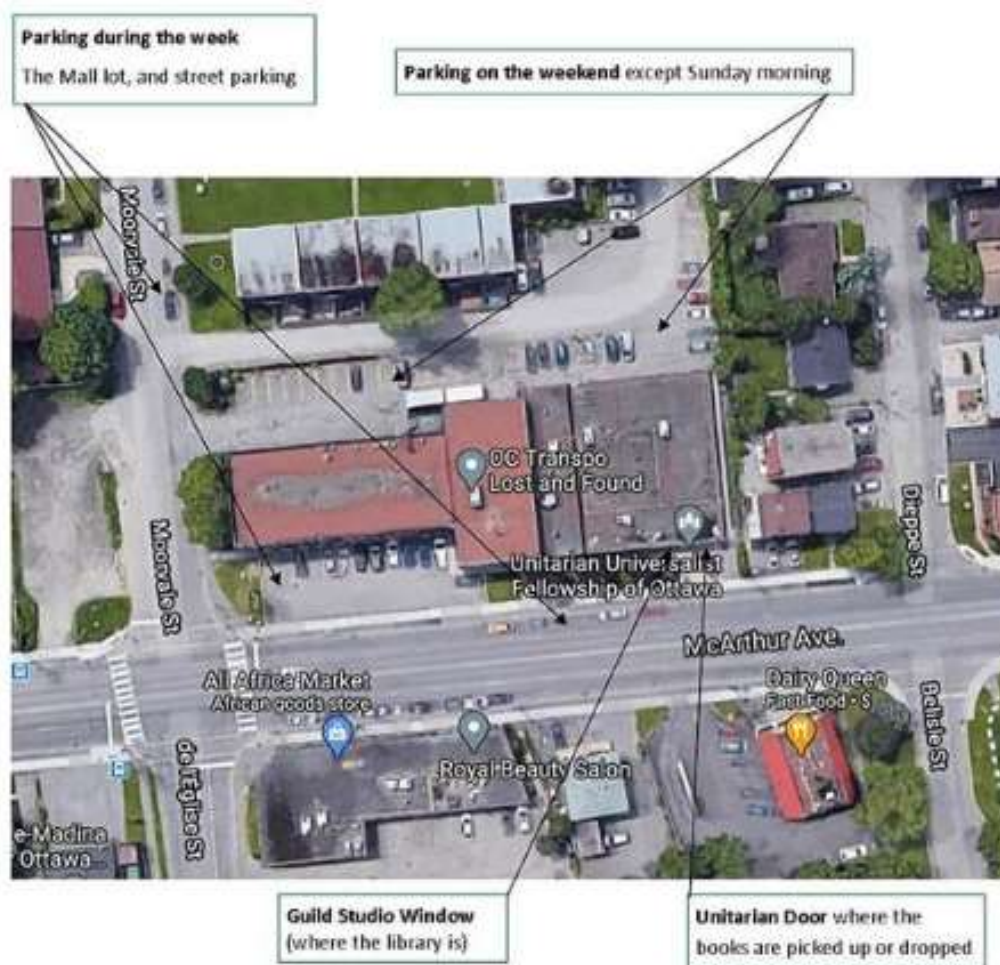 Parking during the week
The Mall lot, and street parking
Parking on the weekend except Sunday morning
Moorvale St
OC Transpo
Lost and Found
Moorvale St
Dieppe St
Unitarian Universalist
Fellowship of Ottawa
McArthur Ave.
All Africa Market
African goods store
Dairy Queen
Fast Food • $
Belisle St
Royal Beauty Salon
de l'Église St
e-Madina
Ottawa...
Guild Studio Window
(where the library is)
Unitarian Door where the
books are picked up or dropped